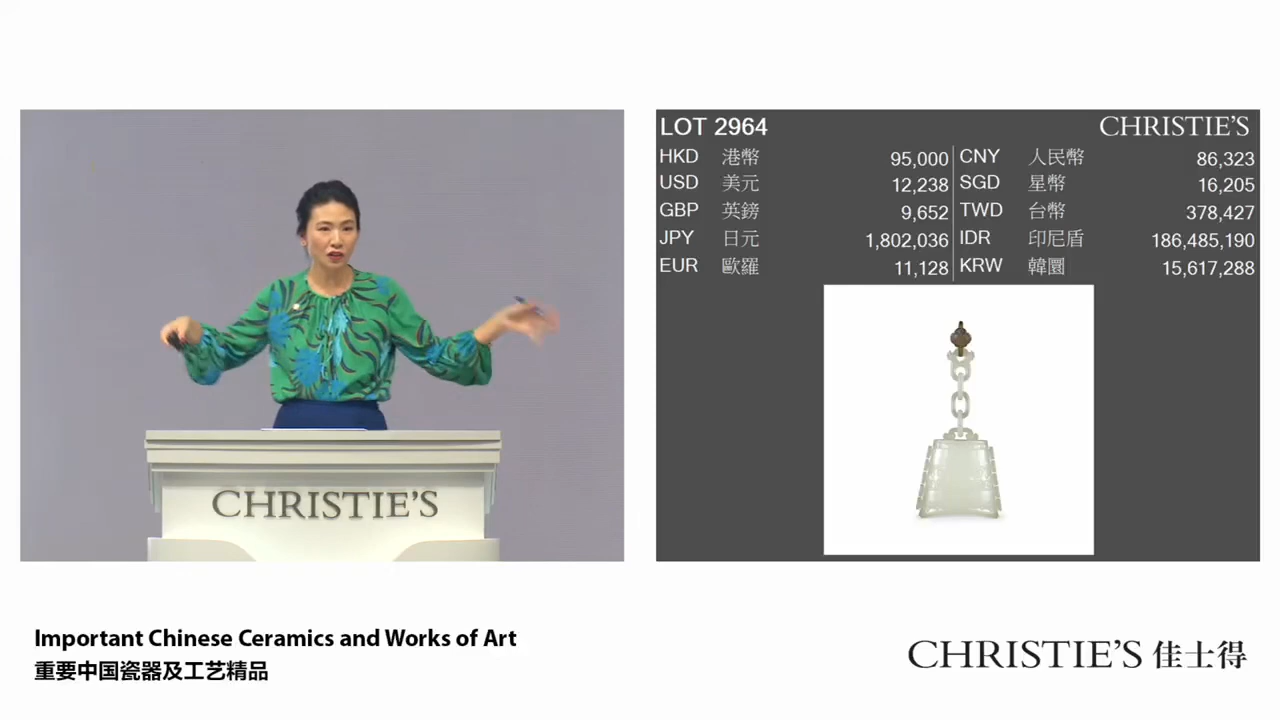 LOT 2964
CHRISTIE'S
HKD 港幣 95,000 CNY 人民幣 86,323
USD 美元 12,238 SGD 星幣 16,205
GBP 英鎊 9,652 TWD 台幣 378,427
JPY 日元 1,802,036 IDR 印尼盾 186,485,190
EUR 歐羅 11,128 KRW 韓圜 15,617,288
CHRISTIE'S
Important Chinese Ceramics and Works of Art
重要中国瓷器及工艺精品
CHRISTIE'S 佳士得